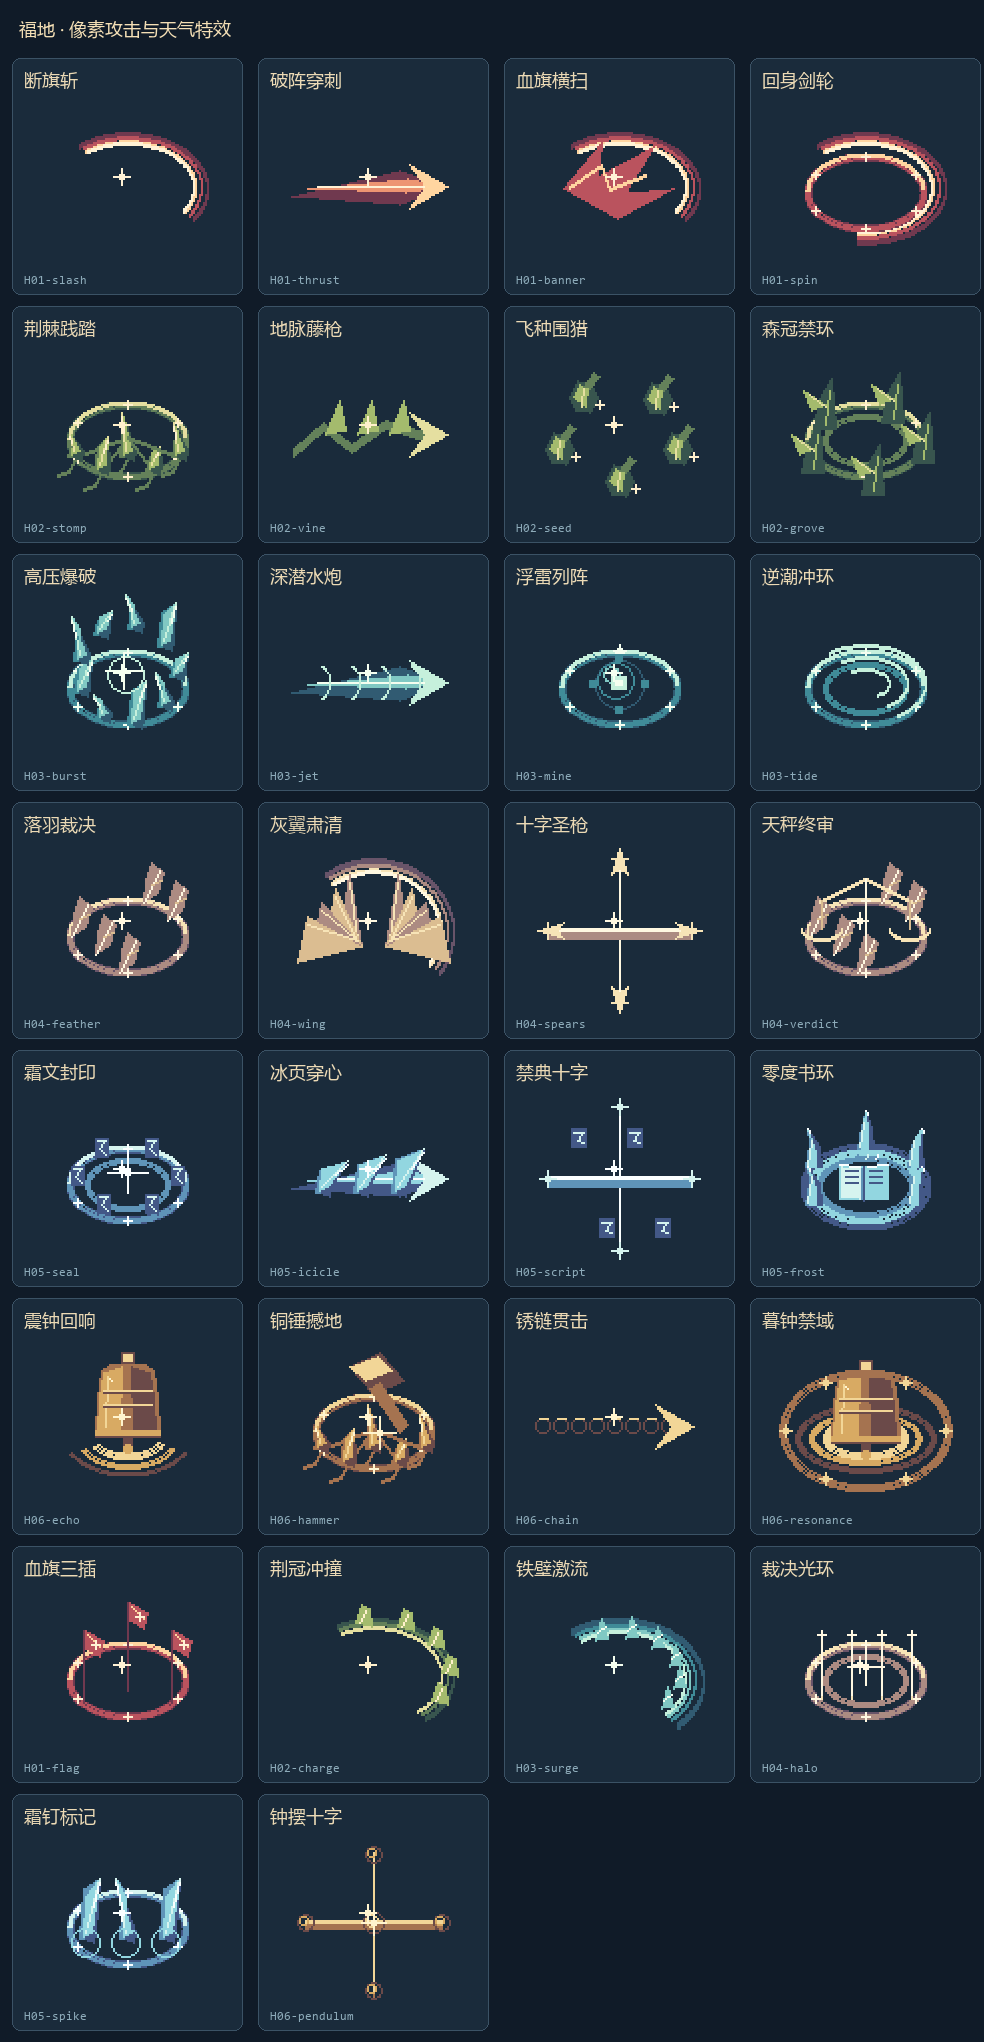 福地 · 像素攻击与天气特效
断旗斩
破阵穿刺
血旗横扫
回身剑轮
H01-slash
H01-thrust
H01-banner
H01-spin
荆棘践踏
地脉藤枪
飞种围猎
森冠禁环
H02-stomp
H02-vine
H02-seed
H02-grove
高压爆破
深潜水炮
浮雷列阵
逆潮冲环
H03-burst
H03-jet
H03-mine
H03-tide
落羽裁决
灰翼肃清
十字圣枪
天秤终审
H04-feather
H04-wing
H04-spears
H04-verdict
霜文封印
冰页穿心
禁典十字
零度书环
H05-seal
H05-icicle
H05-script
H05-frost
震钟回响
铜锤撼地
锈链贯击
暮钟禁域
H06-echo
H06-hammer
H06-chain
H06-resonance
血旗三插
荆冠冲撞
铁壁激流
裁决光环
H01-flag
H02-charge
H03-surge
H04-halo
霜钉标记
钟摆十字
H05-spike
H06-pendulum